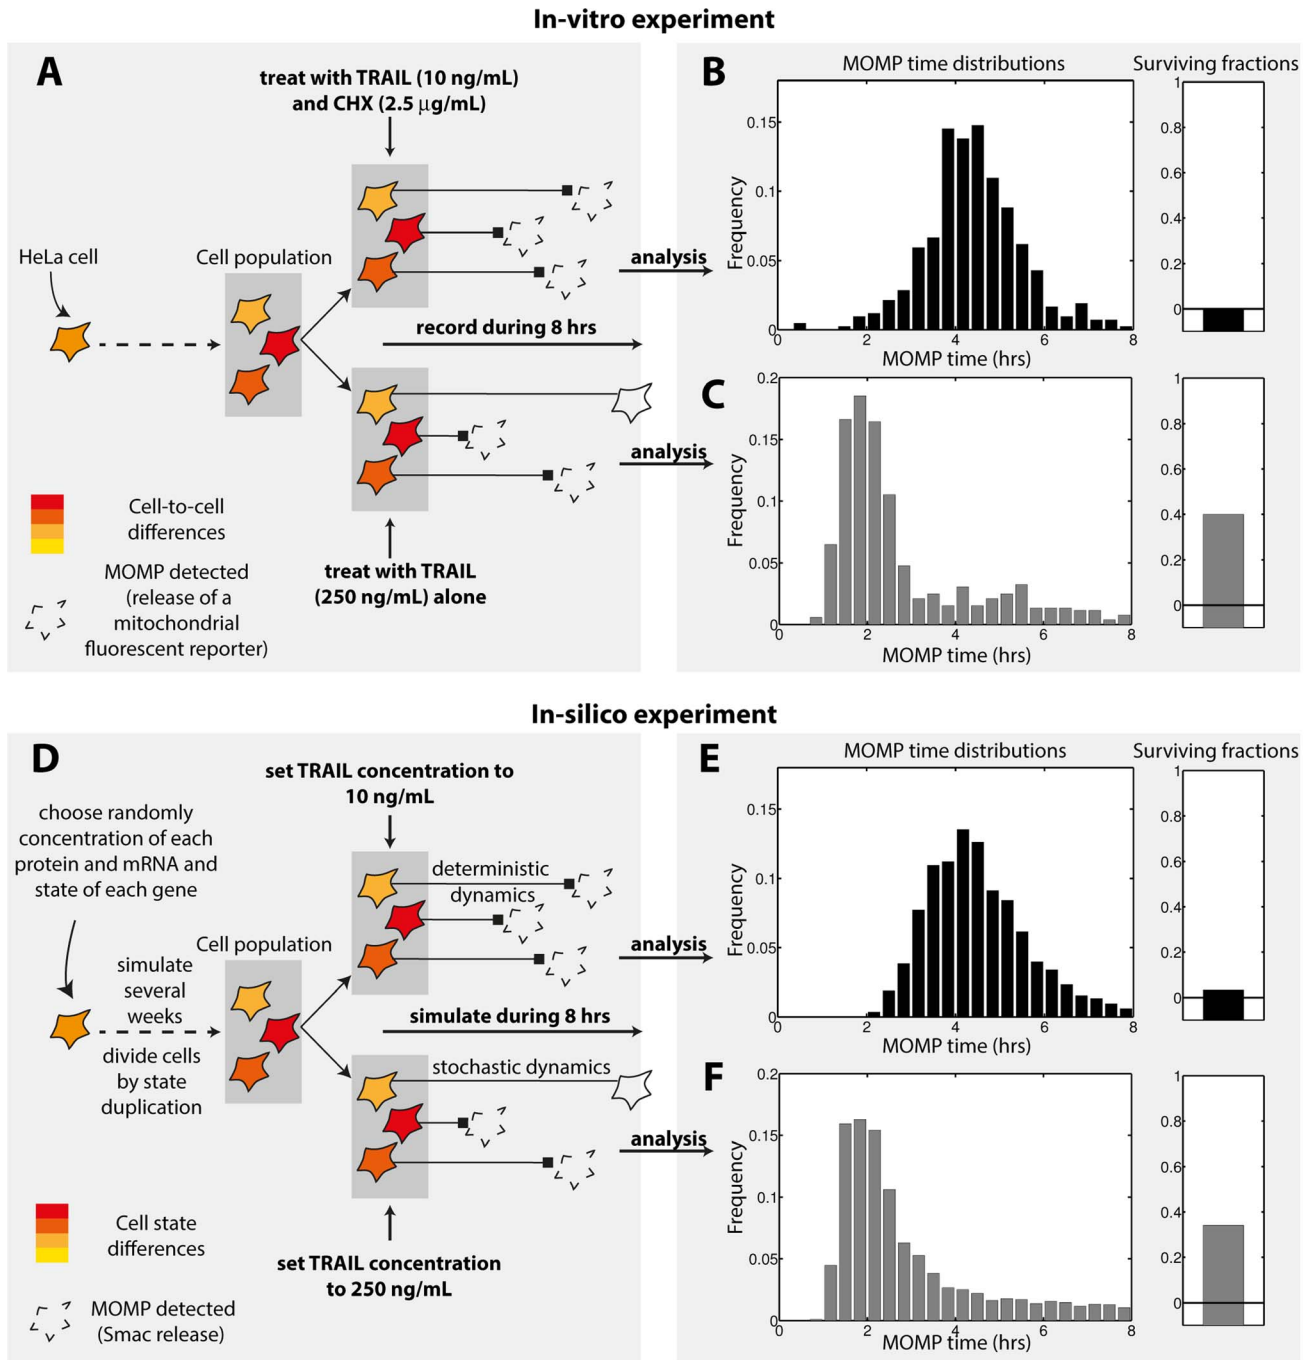 In-vitro experiment
A
treat with TRAIL (10 ng/mL)
and CHX (2.5 μg/mL)
HeLa cell
Cell population
analysis
record during 8 hrs
analysis
Cell-to-cell
differences
MOMP detected
(release of a
mitochondrial
fluorescent reporter)
treat with TRAIL
(250 ng/mL) alone
B
MOMP time distributions
Surviving fractions
Frequency
0.15
0.1
0.05
0
0 2 4 6 8
MOMP time (hrs)
1
0.8
0.6
0.4
0.2
0
C
Frequency
0.2
0.15
0.1
0.05
0
0 2 4 6 8
MOMP time (hrs)
1
0.8
0.6
0.4
0.2
0
In-silico experiment
D
set TRAIL concentration to
10 ng/mL
choose randomly
concentration of each
protein and mRNA and
state of each gene
deterministic
dynamics
Cell population
simulate
several
weeks
divide cells
by state
duplication
analysis
simulate during 8 hrs
stochastic dynamics
analysis
Cell state
differences
MOMP detected
(Smac release)
set TRAIL concentration
to 250 ng/mL
E
MOMP time distributions
Surviving fractions
Frequency
0.15
0.1
0.05
0
0 2 4 6 8
MOMP time (hrs)
1
0.8
0.6
0.4
0.2
0
F
Frequency
0.2
0.15
0.1
0.05
0
0 2 4 6 8
MOMP time (hrs)
1
0.8
0.6
0.4
0.2
0